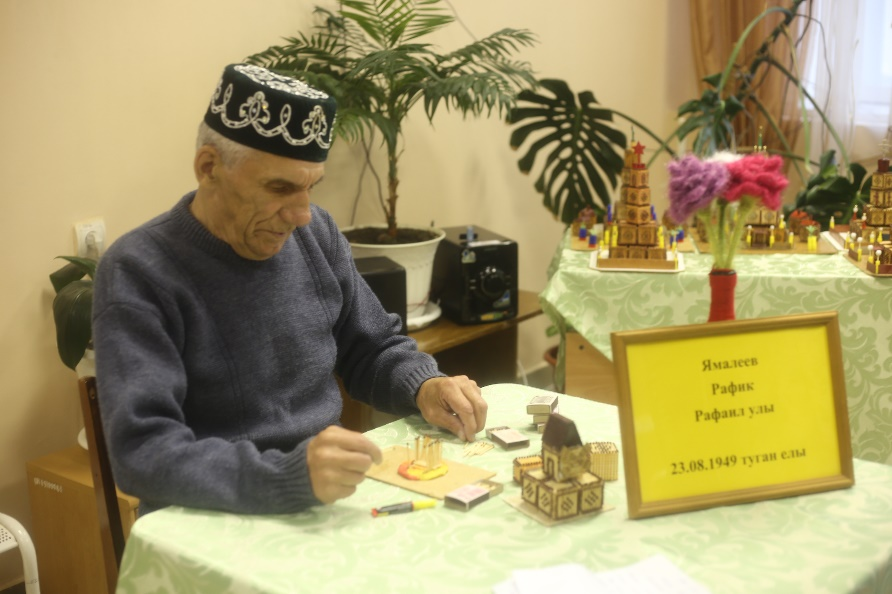 Ямалеев
Рафик
Рафаил улы
23.08.1949 туган елы